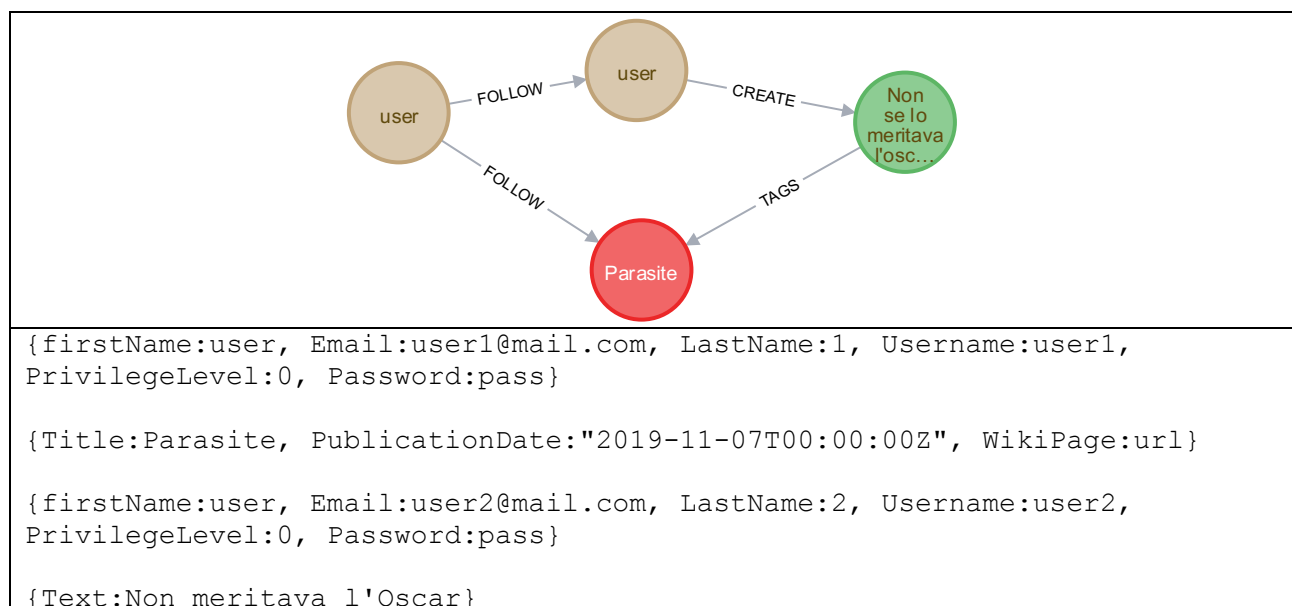 user
FOLLOW
user
CREATE
Non
se lo
meritava
l'osc...
FOLLOW
TAGS
Parasite
{firstName:user, Email:user1@mail.com, LastName:1, Username:user1,
PrivilegeLevel:0, Password:pass}
{Title:Parasite, PublicationDate:"2019-11-07T00:00:00Z", WikiPage:url}
{firstName:user, Email:user2@mail.com, LastName:2, Username:user2,
PrivilegeLevel:0, Password:pass}
{Text:Non meritava l'Oscar}